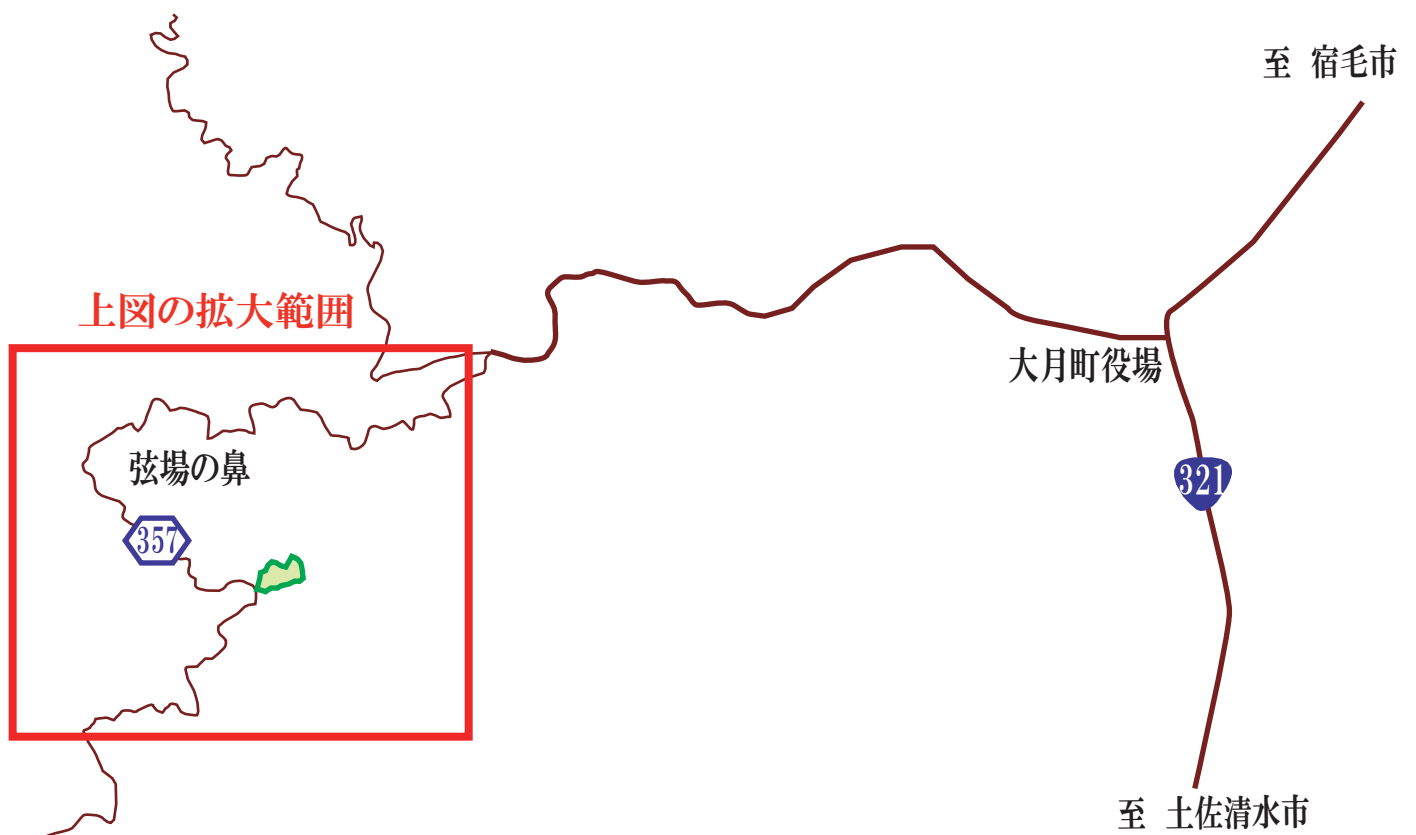 至 宿毛市
上図の拡大範囲
大月町役場
弦場の鼻
321
357
至 土佐清水市